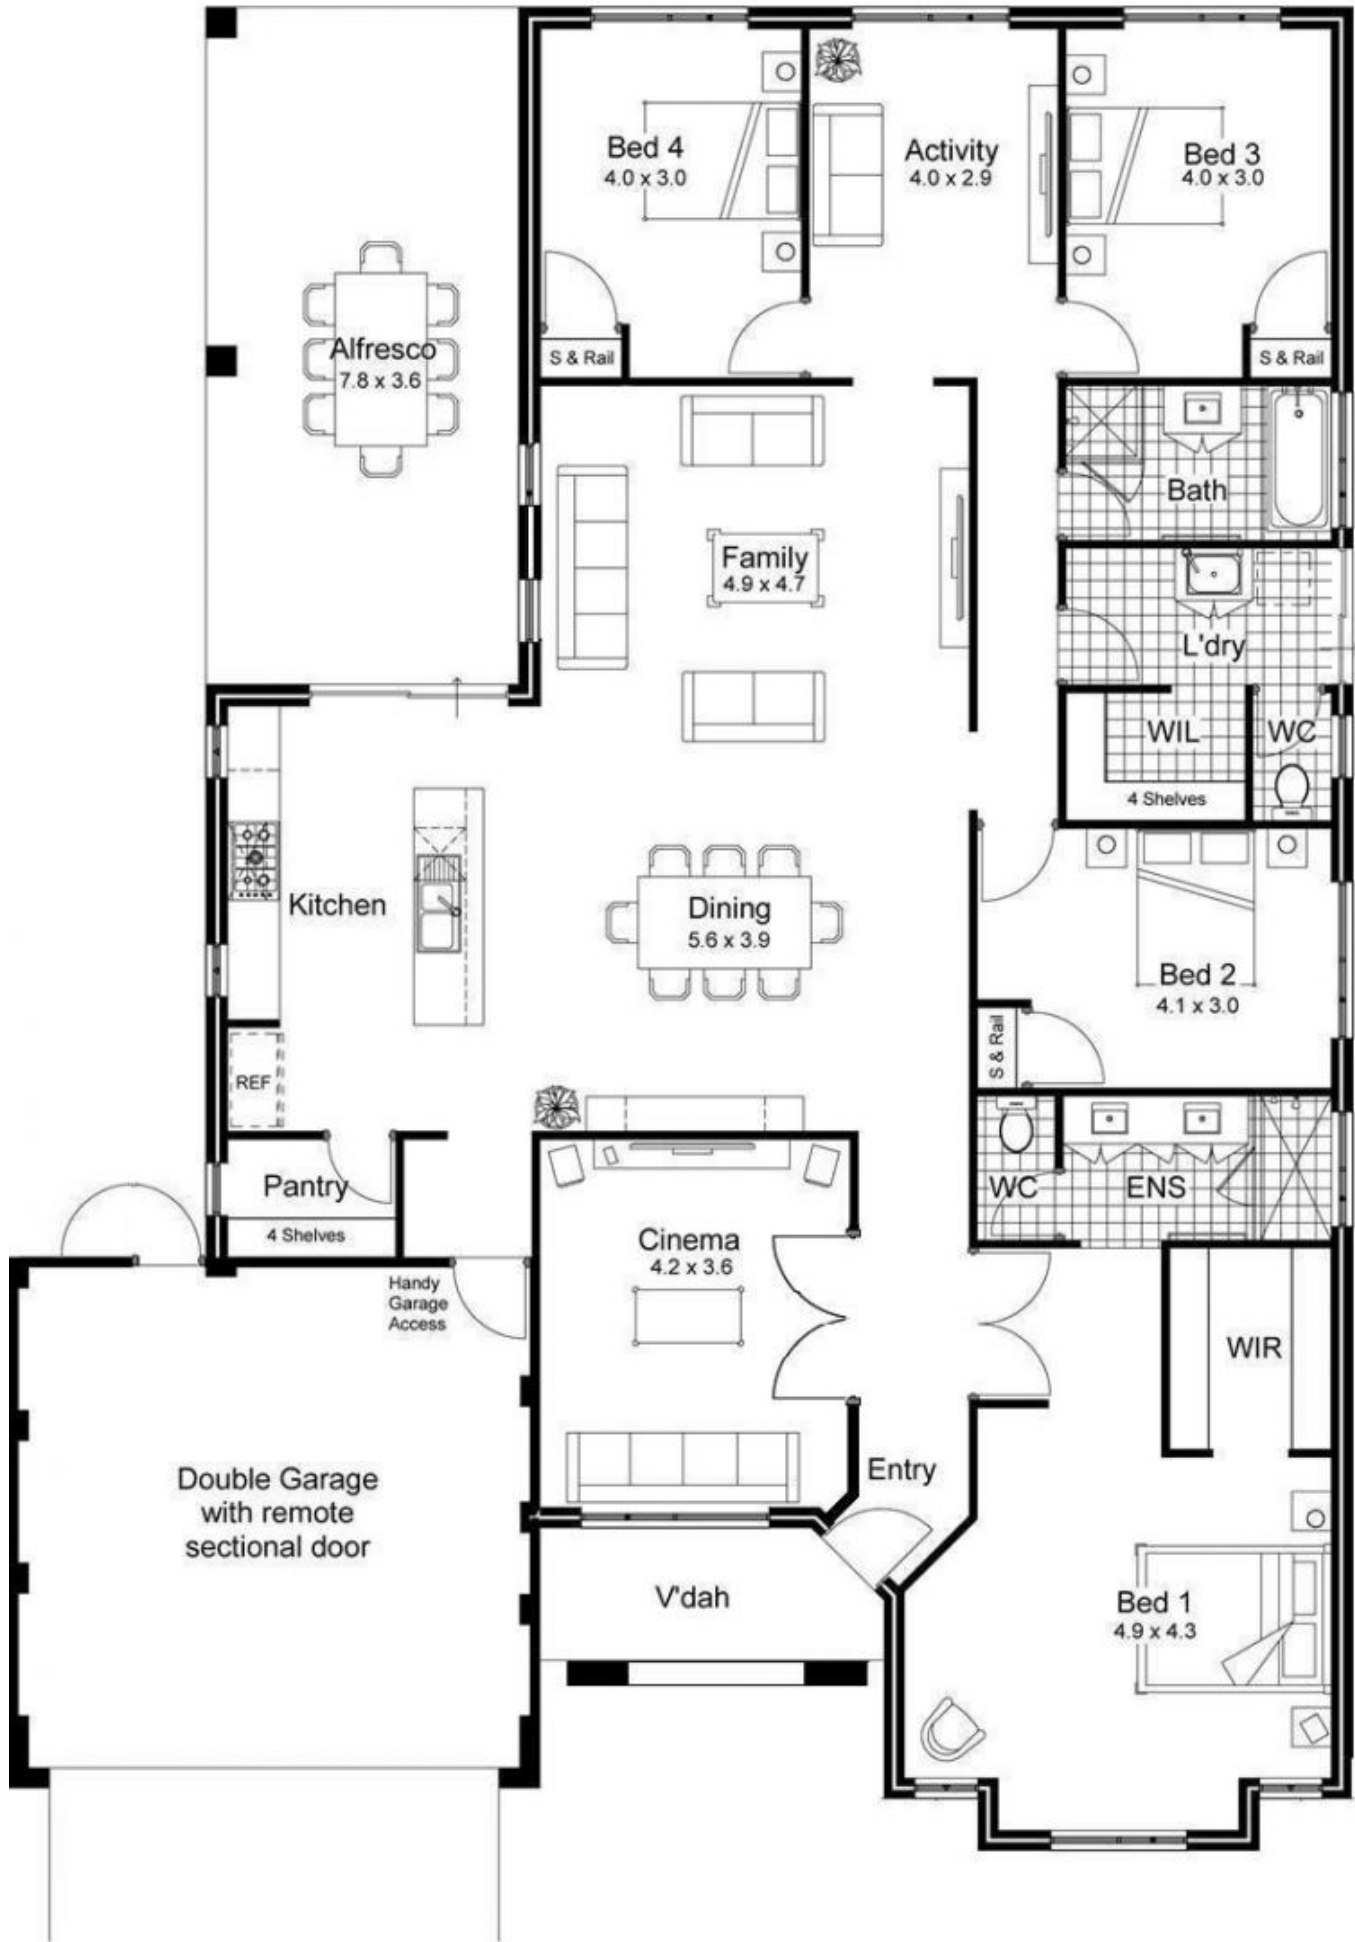 Bed 4
4.0 x 3.0
Activity
4.0 x 2.9
Bed 3
4.0 x 3.0
S & Rail
S & Rail
Alfresco
7.8 x 3.6
Bath
Family
4.9 x 4.7
L'dry
WIL
WC
4 Shelves
Kitchen
Dining
5.6 x 3.9
Bed 2
4.1 x 3.0
S & Rail
REF
Pantry
4 Shelves
WC
ENS
Cinema
4.2 x 3.6
Handy
Garage
Access
WIR
Entry
Double Garage
with remote
sectional door
V'dah
Bed 1
4.9 x 4.3